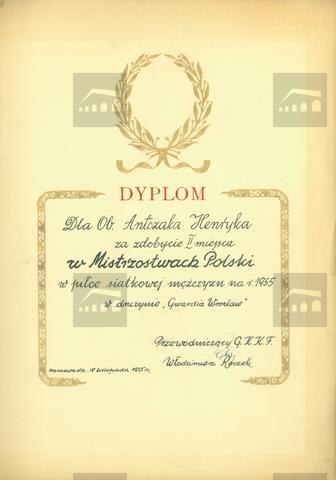 DYPLOM
Dla Ob. Antczaka Henryka
za zdobycie II miejsca
w Mistrzostwach Polski
w piłce siatkowej mężczyzn na r. 1955
w drużynie „Gwardia Wrocław"
Przewodniczący G.K.K.F.
Włodzimierz Reczek
Warszawa da. 18 listopada 1955 r.